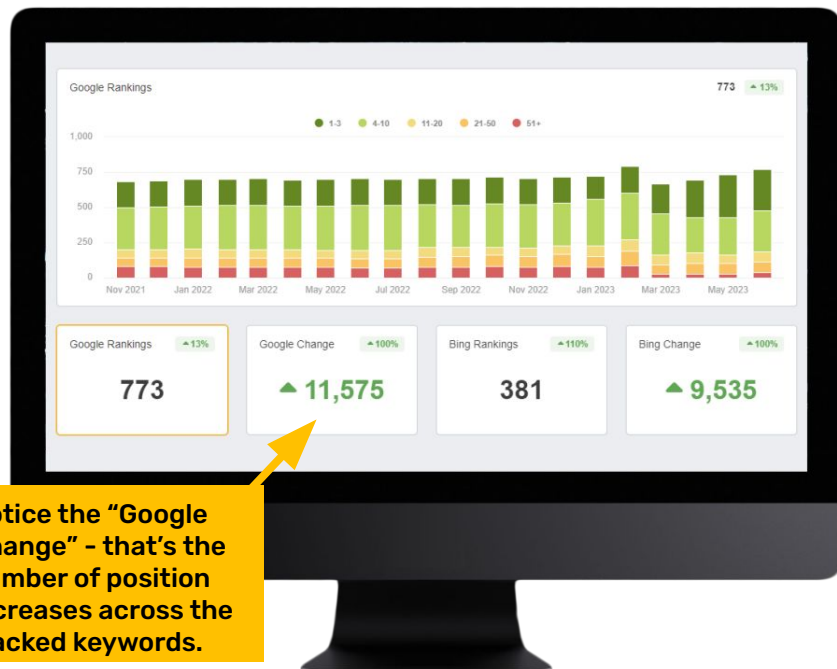 Google Rankings 773 13%
1-3 4-10 11-20 21-50 51+
1,000
750
500
250
0
Nov 2021 Jan 2022 Mar 2022 May 2022 Jul 2022 Sep 2022 Nov 2022 Jan 2023 Mar 2023 May 2023
Google Rankings 13%
773
Google Change 100%
11,575
Bing Rankings 110%
381
Bing Change 100%
9,535
otice the “Google
hange” - that’s the
mber of position
creases across the
acked keywords.